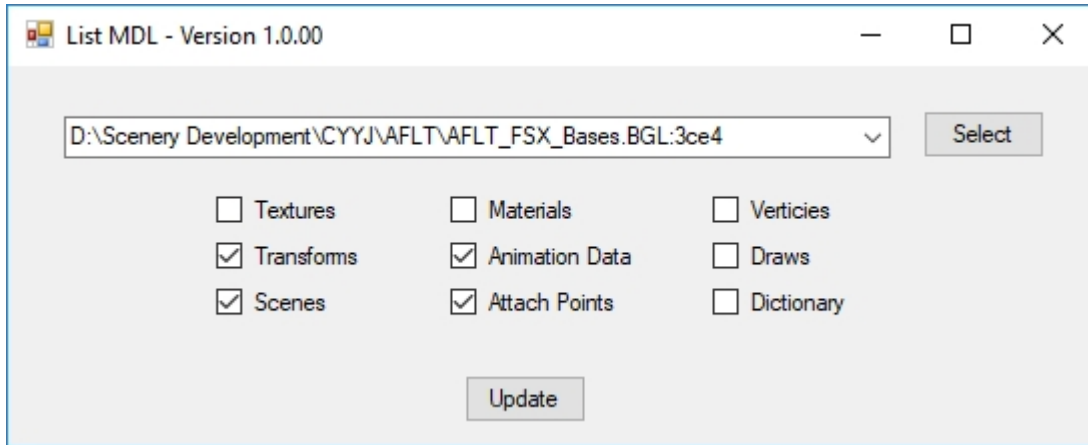 List MDL - Version 1.0.00
D:\Scenery Development\CYYJ\AFLT\AFLT_FSX_Bases.BGL:3ce4 Select
Textures Materials Verticies
Transforms Animation Data Draws
Scenes Attach Points Dictionary
Update